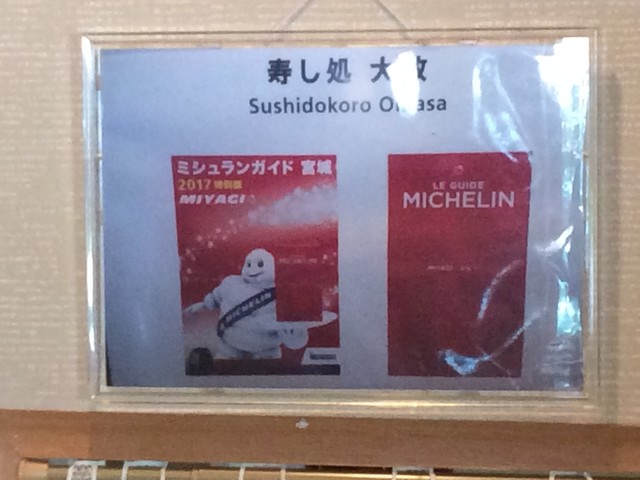 寿し処
Sushidokoro
ミシュランガイド 宮城
2017 特別版
MIYAGI
MICHELIN
LE GUIDE
MICHELIN